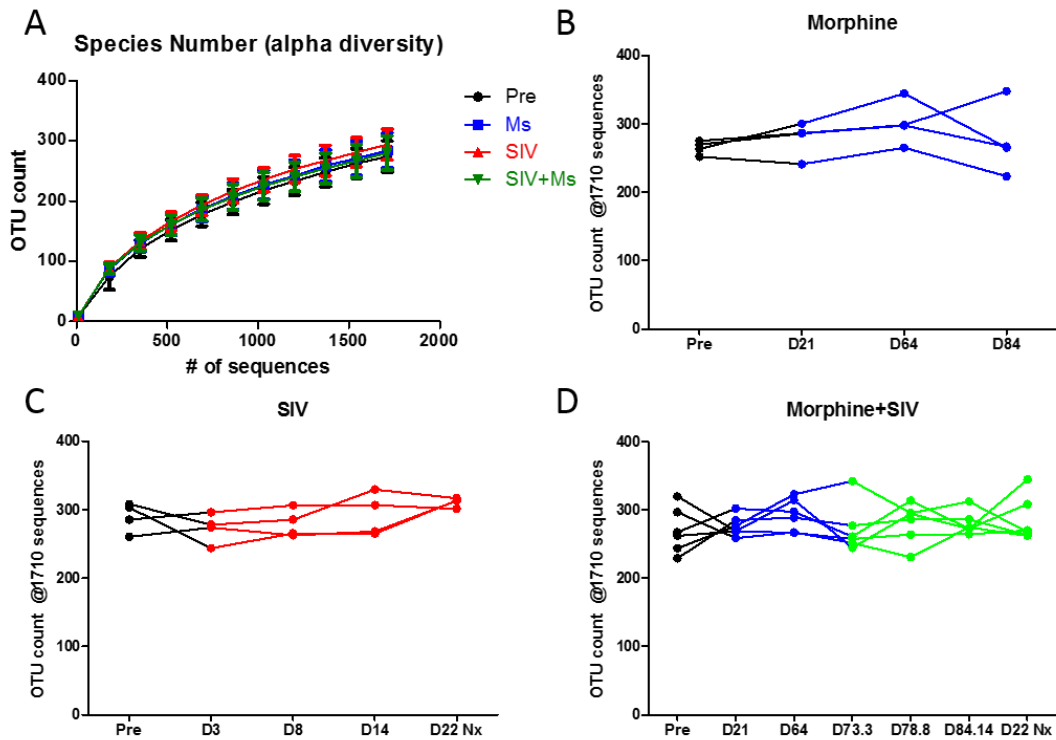 A
Species Number (alpha diversity)
400
300
200
100
0
OTU count
0 500 1000 1500 2000
# of sequences
Pre
Ms
SIV
SIV+Ms
B
Morphine
400
300
200
100
0
OTU count @1710 sequences
Pre D21 D64 D84
C
SIV
400
300
200
100
0
OTU count @1710 sequences
Pre D3 D8 D14 D22 Nx
D
Morphine+SIV
400
300
200
100
0
OTU count @1710 sequences
Pre D21 D64 D73.3 D78.8 D84.14 D22 Nx